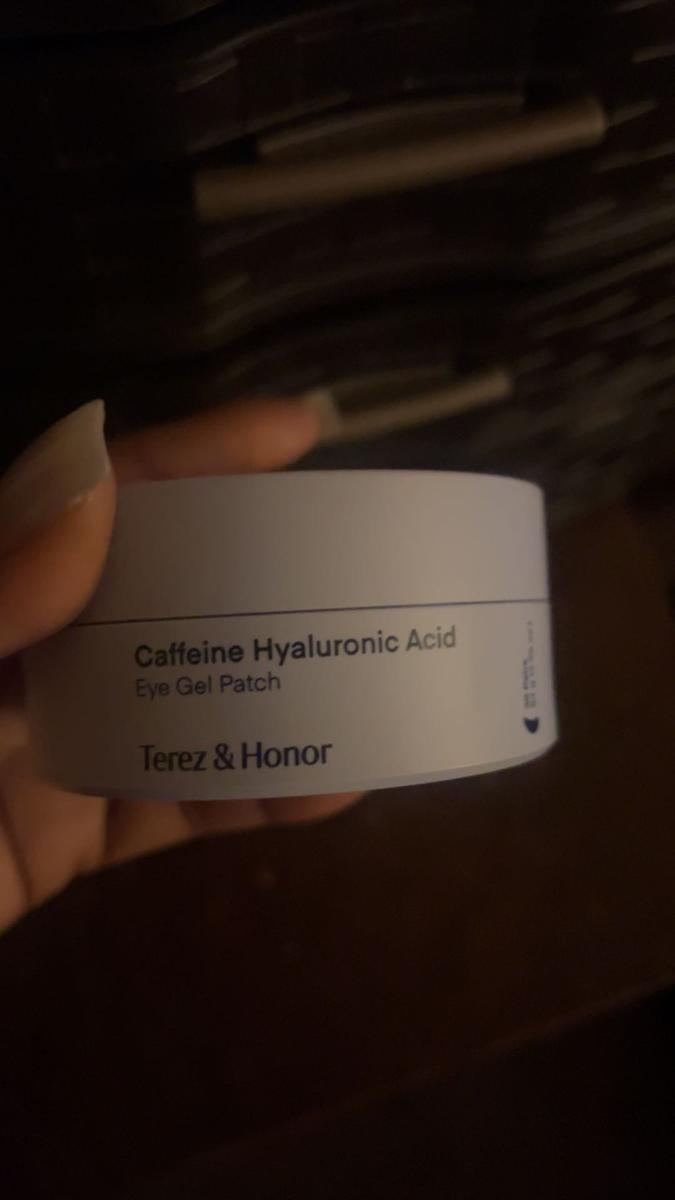 Caffeine Hyaluronic Acid
Eye Gel Patch
Terez & Honor